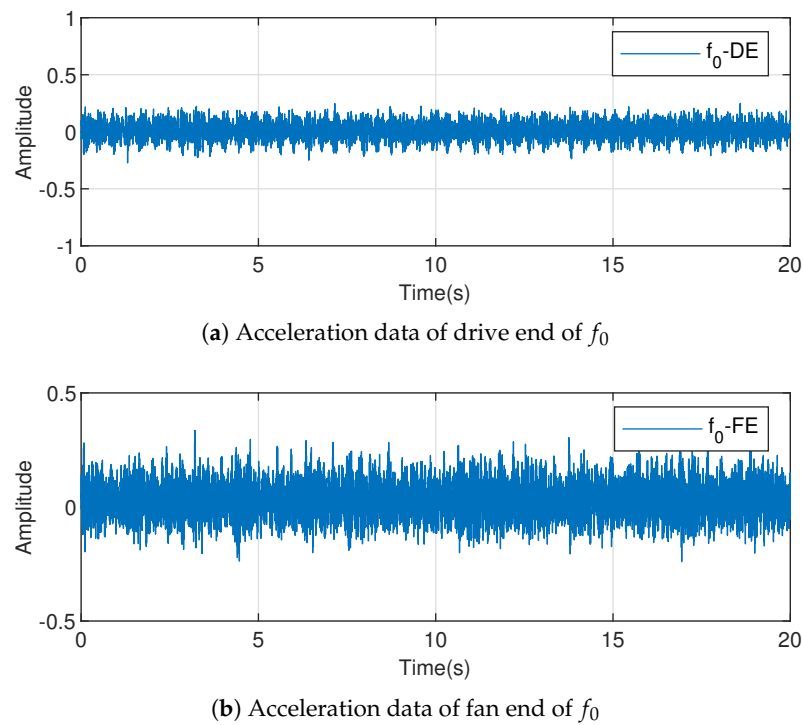 1
0.5
0
-0.5
-1
Amplitude
f0-DE
0 5 10 15 20
Time(s)
(a) Acceleration data of drive end of f0
0.5
0
-0.5
Amplitude
f0-FE
0 5 10 15 20
Time(s)
(b) Acceleration data of fan end of f0